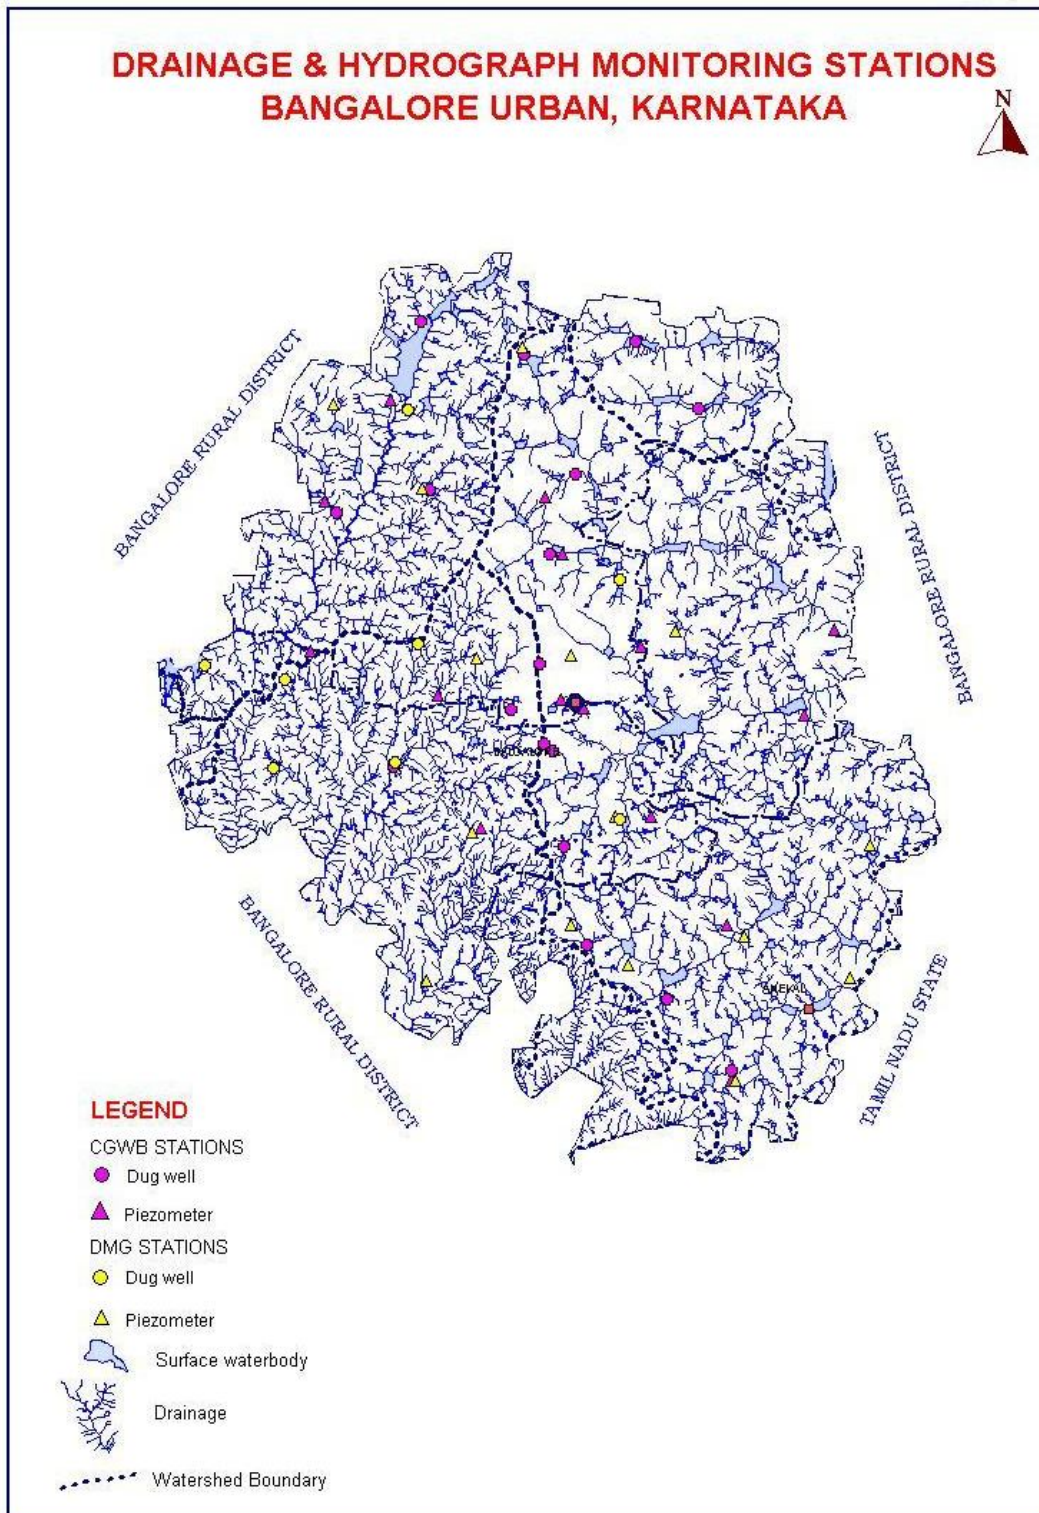 DRAINAGE & HYDROGRAPH MONITORING STATIONS
BANGALORE URBAN, KARNATAKA
N
BANGALORE RURAL DISTRICT
BANGALORE RURAL DISTRICT
BANGALORE RURAL DISTRICT
ANEKAL
TAMIL NADU STATE
LEGEND
CGWB STATIONS
Dug well
Piezometer
DMG STATIONS
Dug well
Piezometer
Surface waterbody
Drainage
Watershed Boundary